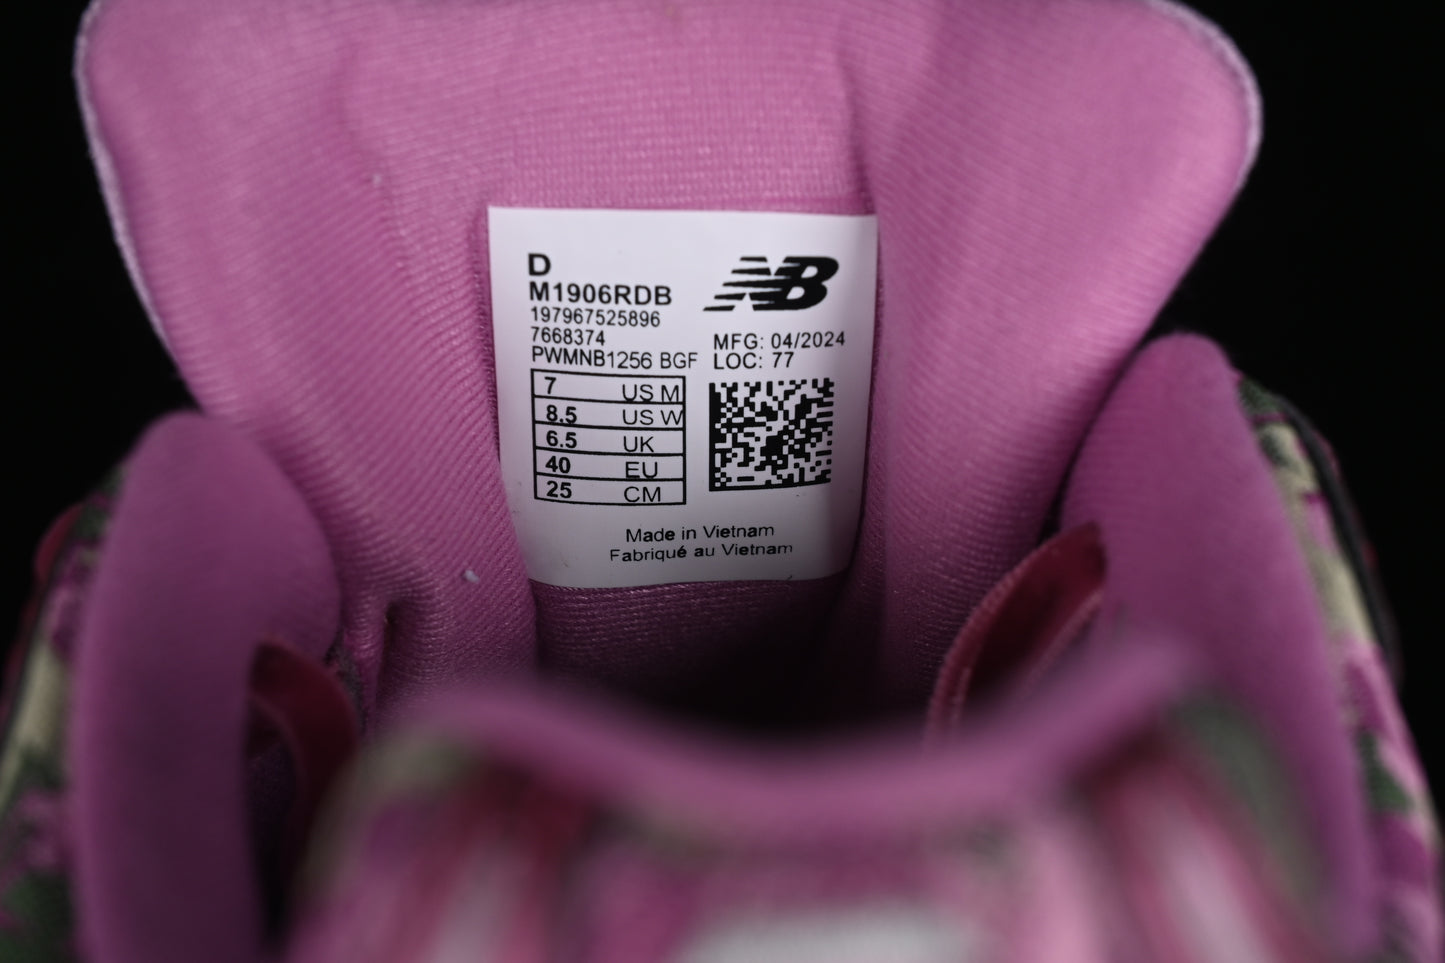 D
M1906RDB
197967525896
7668374
PWMNB1256 BGF
NB
MFG: 04/2024
LOC: 77
7 US M
8.5 US W
6.5 UK
40 EU
25 CM
Made in Vietnam
Fabriqué au Vietnam